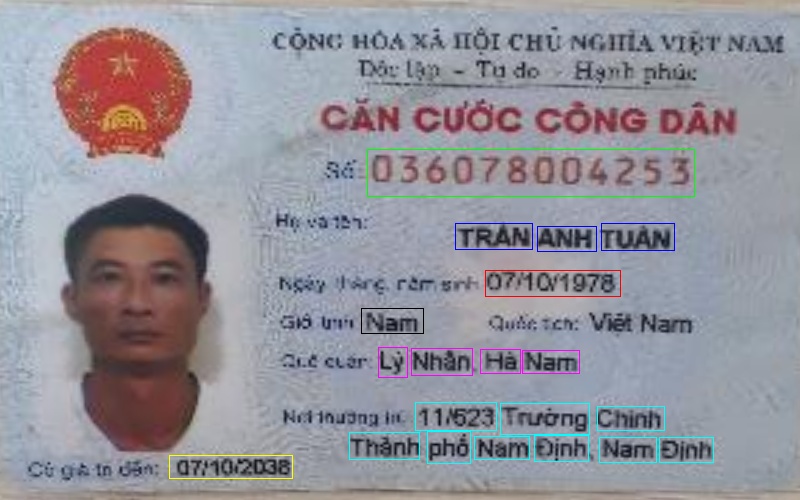 CỘNG HÒA XÃ HỘI CHỦ NGHĨA VIỆT NAM
Độc lập - Tự do - Hạnh phúc
CĂN CƯỚC CÔNG DÂN
Số: 036078004253
Họ và tên:
TRẦN ANH TUẤN
Ngày tháng, năm sinh: 07/10/1978
Giới tính: Nam Quốc tịch: Việt Nam
Quê quán: Lý Nhân, Hà Nam
Nơi thường trú: 11/623 Trường Chinh
Thành phố Nam Định, Nam Định
Có giá trị đến: 07/10/2038